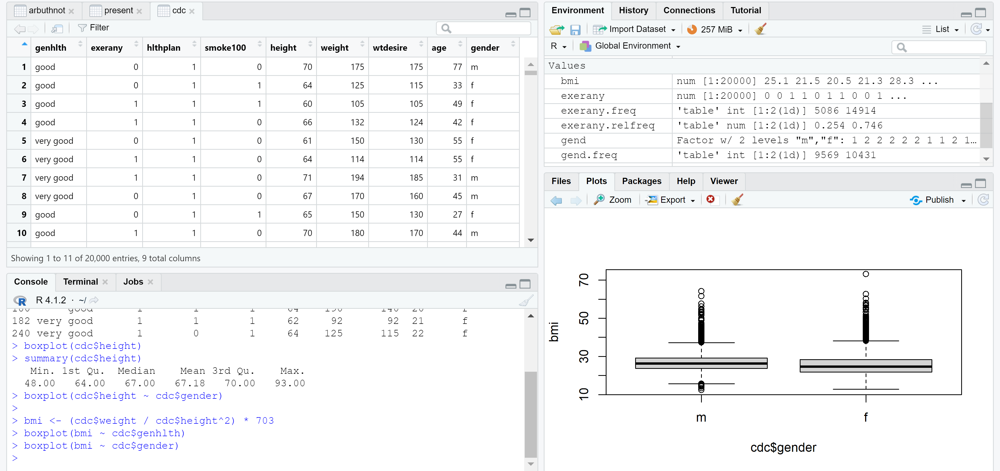 arbuthnot present cdc
Filter
genhlth exerany hlthplan smoke100 height weight wtdesire age gender
1 good 0 1 0 70 175 175 77 m
2 good 0 1 1 64 125 115 33 f
3 good 1 1 1 60 105 105 49 f
4 good 1 1 0 66 132 124 42 f
5 very good 0 1 0 61 150 130 55 f
6 very good 1 1 0 64 114 114 55 f
7 very good 1 1 0 71 194 185 31 m
8 very good 0 1 0 67 170 160 45 m
9 good 0 1 1 65 150 130 27 f
10 good 1 1 0 70 180 170 44 m
Showing 1 to 11 of 20,000 entries, 9 total columns
Console Terminal Jobs
R R 4.1.2 · ~/
182 very good 1 1 1 62 92 92 21 f
240 very good 1 0 1 64 125 115 22 f
> boxplot(cdc$height)
> summary(cdc$height)
Min. 1st Qu. Median Mean 3rd Qu. Max.
48.00 64.00 67.00 67.18 70.00 93.00
> boxplot(cdc$height ~ cdc$gender)
>
> bmi <- (cdc$weight / cdc$height^2) * 703
> boxplot(bmi ~ cdc$genhlth)
> boxplot(bmi ~ cdc$gender)
>
Environment History Connections Tutorial
Import Dataset 257 MiB List
R Global Environment
Values
bmi num [1:20000] 25.1 21.5 20.5 21.3 28.3 ...
exerany num [1:20000] 0 0 1 1 0 1 1 0 0 1 ...
exerany.freq 'table' int [1:2(1d)] 5086 14914
exerany.relfreq 'table' num [1:2(1d)] 0.254 0.746
gend Factor w/ 2 levels "m","f": 1 2 2 2 2 2 1 1 2 1…
gend.freq 'table' int [1:2(1d)] 9569 10431
Files Plots Packages Help Viewer
Zoom Export Publish
70
50
30
10
bmi
m f
cdc$gender